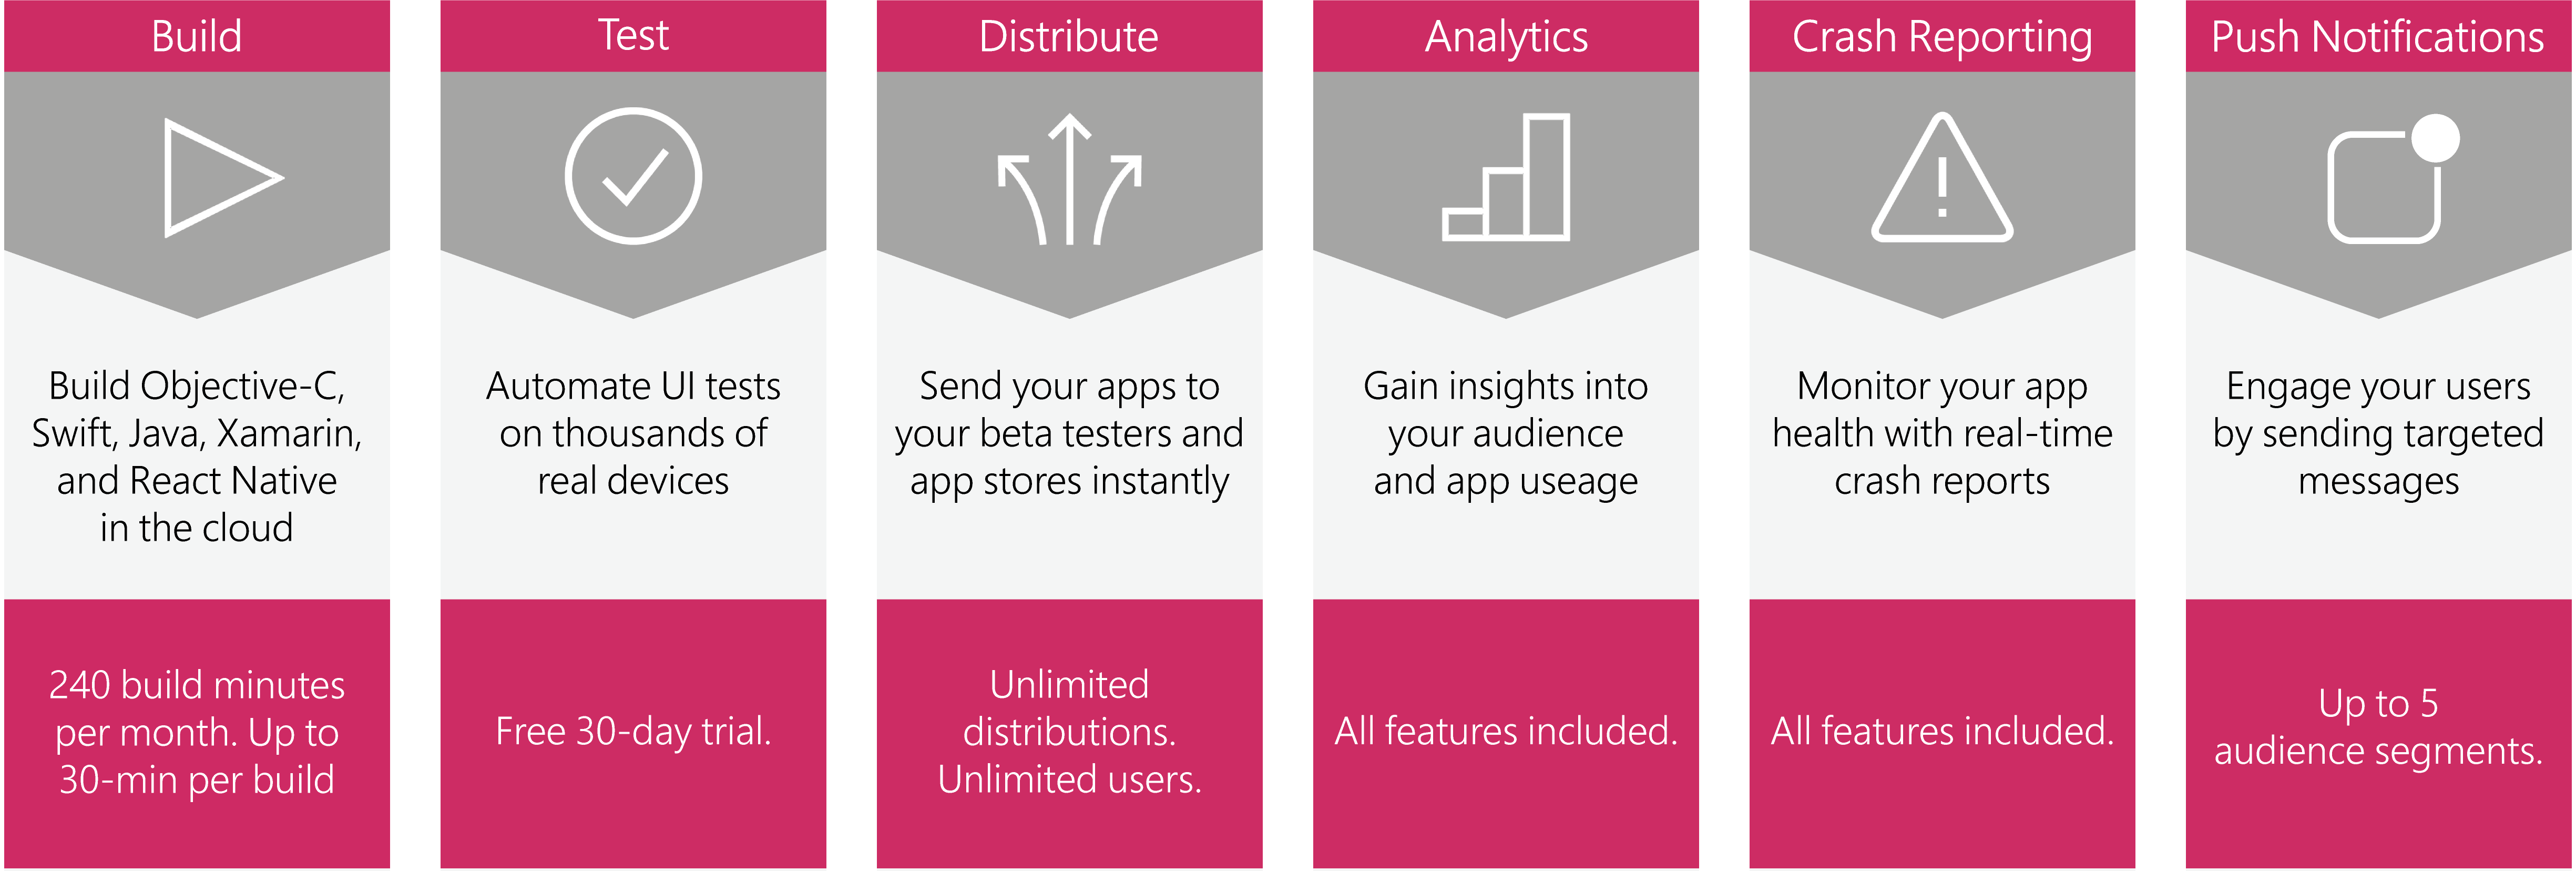 Build
Build Objective-C,
Swift, Java, Xamarin,
and React Native
in the cloud
240 build minutes
per month. Up to
30-min per build
Test
Automate UI tests
on thousands of
real devices
Free 30-day trial.
Distribute
Send your apps to
your beta testers and
app stores instantly
Unlimited
distributions.
Unlimited users.
Analytics
Gain insights into
your audience
and app useage
All features included.
Crash Reporting
Monitor your app
health with real-time
crash reports
All features included.
Push Notifications
Engage your users
by sending targeted
messages
Up to 5
audience segments.